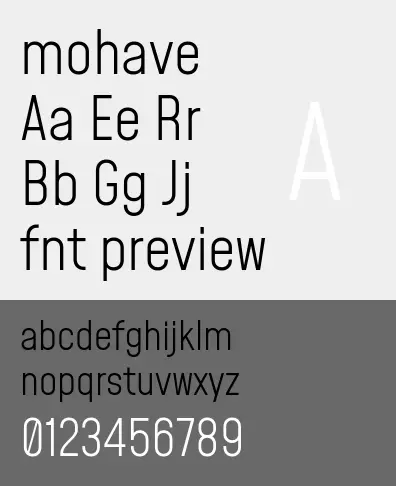 mohave
Aa Ee Rr
A
Bb Gg Jj
fnt preview
abcdefghijklm
nopqrstuvwxyz
0123456789